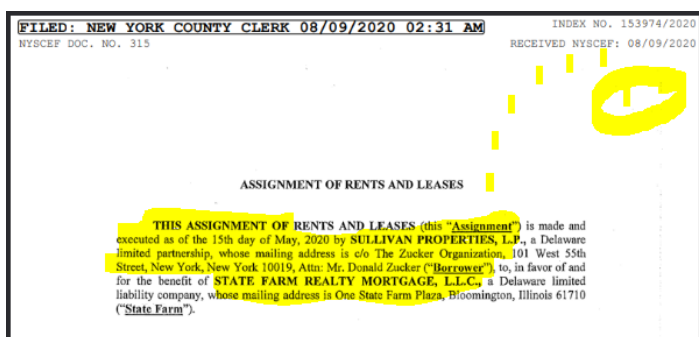 FILED: NEW YORK COUNTY CLERK 08/09/2020 02:31 AM
INDEX NO. 153974/2020
NYSCEF DOC. NO. 315
RECEIVED NYSCEF: 08/09/2020
ASSIGNMENT OF RENTS AND LEASES
THIS ASSIGNMENT OF RENTS AND LEASES (this “Assignment”) is made and
executed as of the 15th day of May, 2020 by SULLIVAN PROPERTIES, L.P., a Delaware
limited partnership, whose mailing address is c/o The Zucker Organization, 101 West 55th
Street, New York, New York 10019, Attn: Mr. Donald Zucker (“Borrower”), to, in favor of and
for the benefit of STATE FARM REALTY MORTGAGE, L.L.C., a Delaware limited
liability company, whose mailing address is One State Farm Plaza, Bloomington, Illinois 61710
(“State Farm”).